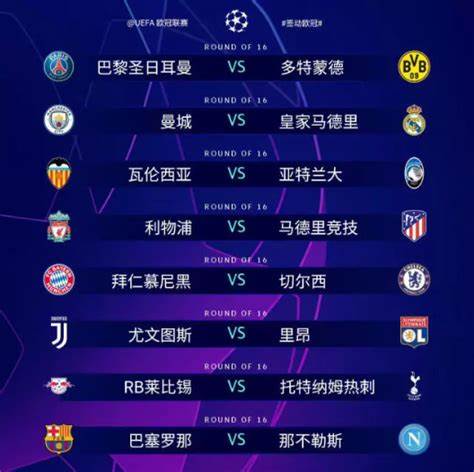 @UEFA 欧冠联赛 #签动欧冠#
ROUND OF 16
巴黎圣日耳曼 VS 多特蒙德
ROUND OF 16
曼城 VS 皇家马德里
ROUND OF 16
瓦伦西亚 VS 亚特兰大
ROUND OF 16
利物浦 VS 马德里竞技
ROUND OF 16
拜仁慕尼黑 VS 切尔西
ROUND OF 16
尤文图斯 VS 里昂
ROUND OF 16
RB莱比锡 VS 托特纳姆热刺
ROUND OF 16
巴塞罗那 VS 那不勒斯